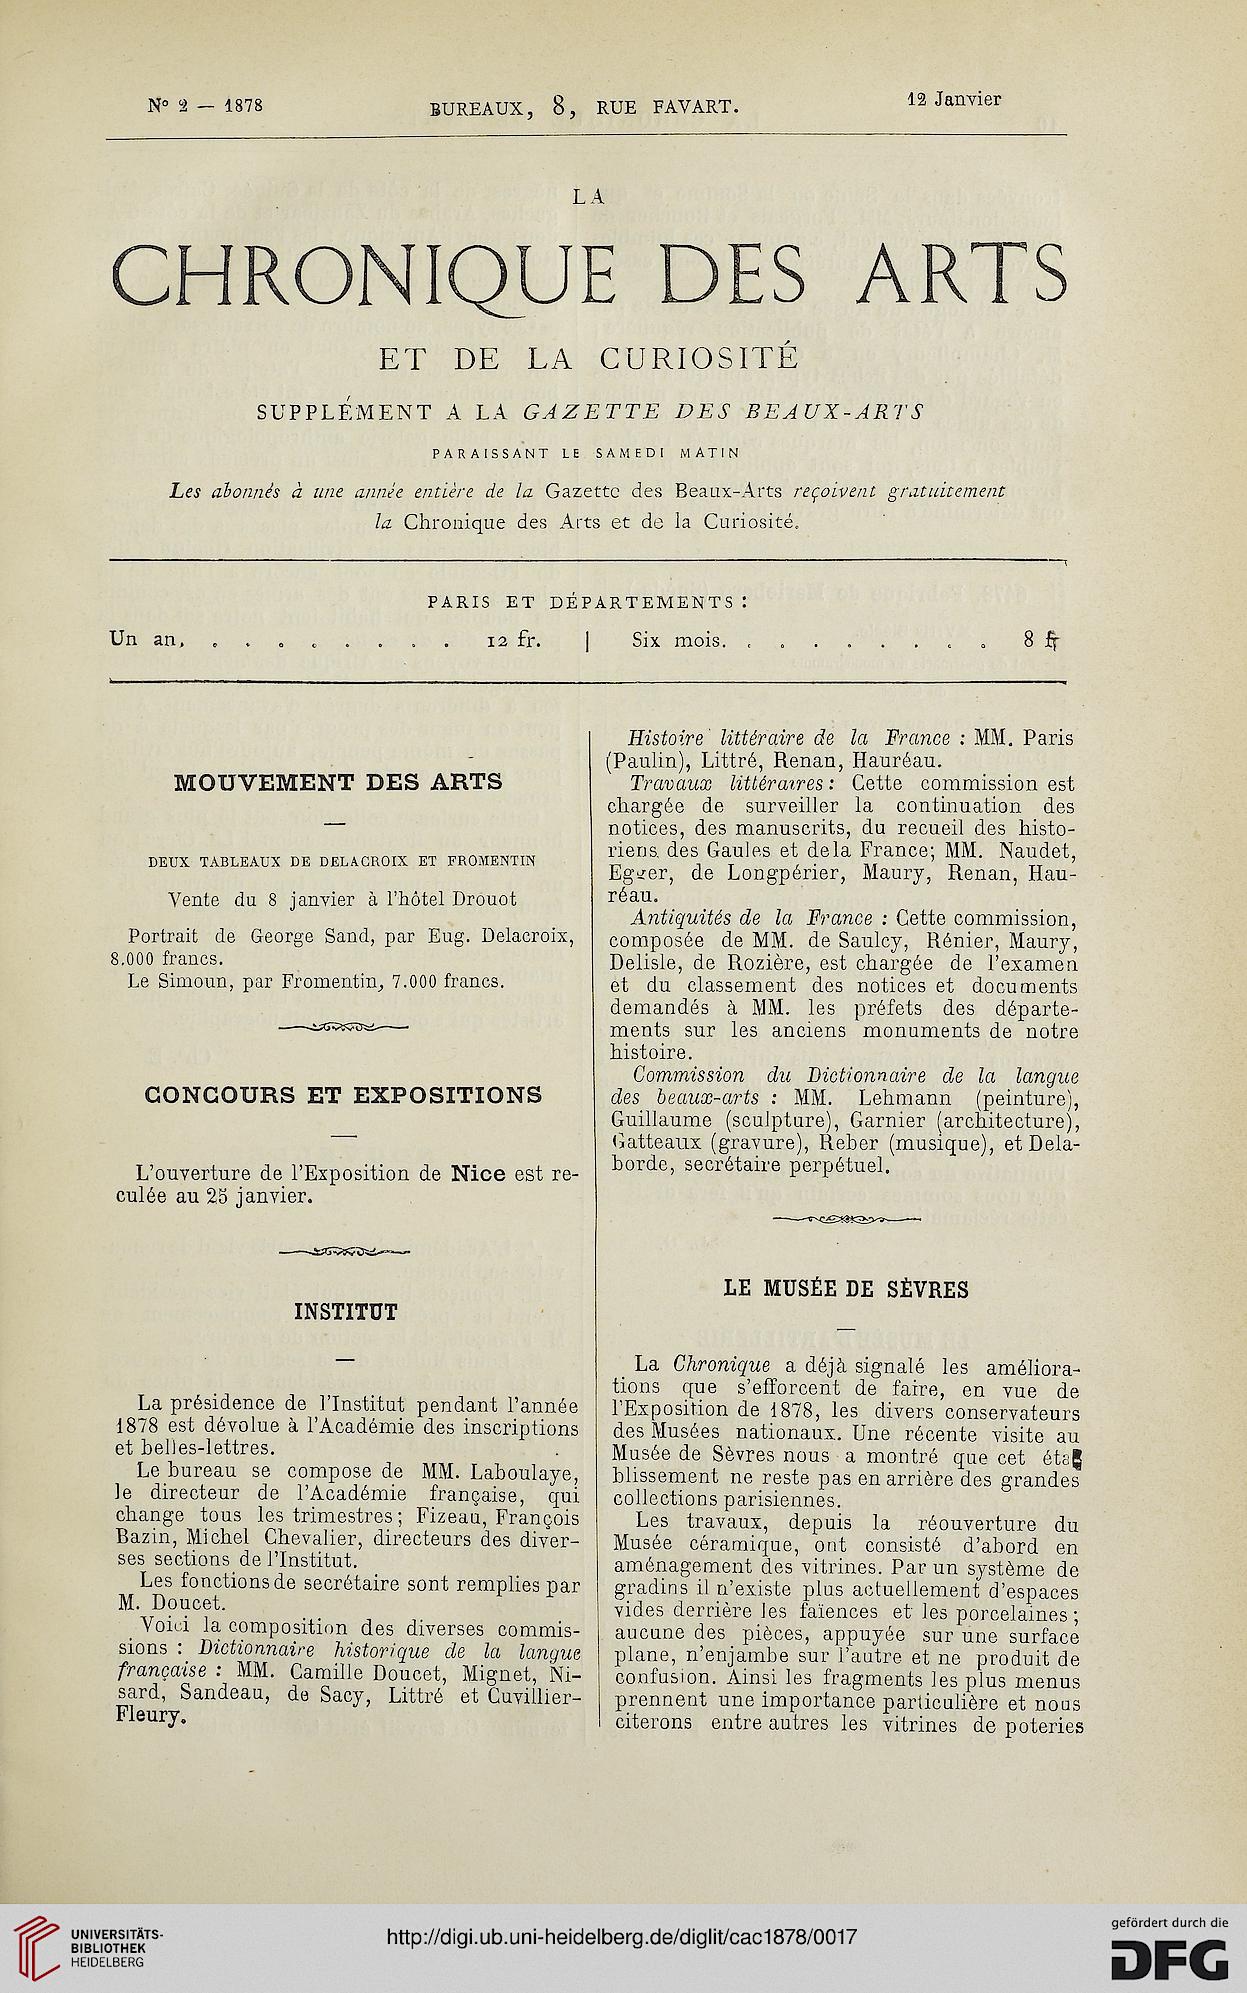 N° 2 — 1878
BUREAUX, 8, RUE FAVART.
12 Janvier
LA
CHRONIQUE DES ARTS
ET DE LA CURIOSITÉ
SUPPLÉMENT A LA GAZETTE DES BEAUX-ARTS
PARAISSANT LE SAMEDI MATIN
Les abonnés à une année entière de la Gazette des Beaux-Arts reçoivent gratuitement
la Chronique des Arts et de la Curiosité.
PARIS ET DÉPARTEMENTS :
Un an. . . . . . . . . . 12 fr. | Six mois. . . . . . . . . 8 fr
MOUVEMENT DES ARTS
DEUX TABLEAUX DE DELACROIX ET FROMENTIN
Vente du 8 janvier à l'hôtel Drouot
Portrait de George Sand, par Eug. Delacroix,
8.000 francs.
Le Simoun, par Fromentin, 7.000 francs.
CONCOURS ET EXPOSITIONS
L'ouverture de l'Exposition de Nice est re-
culée au 25 janvier.
INSTITUT
La présidence de l'Institut pendant l'année
1878 est dévolue à l'Académie des inscriptions
et belles-lettres.
Le bureau se compose de MM. Laboulaye,
le directeur de l'Académie française, qui
change tous les trimestres; Fizeau, François
Bazin, Michel Chevalier, directeurs des diver-
ses sections de l'Institut.
Les fonctions de secrétaire sont remplies par
M. Doucet.
Voici la composition des diverses commis-
sions : Dictionnaire historique de la langue
française : MM. Camille Doucet, Mignet, Ni-
sard, Sandeau, de Sacy, Littré et Cuvillier-
Fleury.
Histoire littéraire de la France : MM. Paris
(Paulin), Littré, Renan, Hauréau.
Travaux littéraires : Cette commission est
chargée de surveiller la continuation des
notices, des manuscrits, du recueil des histo-
riens des Gaules et de la France; MM. Naudet,
Egger, de Longpérier, Maury, Renan, Hau-
réau.
Antiquités de la France : Cette commission,
composée de MM. de Saulcy, Rénier, Maury,
Delisle, de Rozière, est chargée de l'examen
et du classement des notices et documents
demandés à MM. les préfets des départe-
ments sur les anciens monuments de notre
histoire.
Commission du Dictionnaire de la langue
des beaux-arts : MM. Lehmann (peinture),
Guillaume (sculpture), Garnier (architecture),
Gatteaux (gravure), Reber (musique), et Dela-
borde, secrétaire perpétuel.
LE MUSÉE DE SÈVRES
La Chronique a déjà signalé les améliora-
tions que s'efforcent de faire, en vue de
l'Exposition de 1878, les divers conservateurs
des Musées nationaux. Une récente visite au
Musée de Sèvres nous a montré que cet éta-
blissement ne reste pas en arrière des grandes
collections parisiennes.
Les travaux, depuis la réouverture du
Musée céramique, ont consisté d'abord en
aménagement des vitrines. Par un système de
gradins il n'existe plus actuellement d'espaces
vides derrière les faïences et les porcelaines;
aucune des pièces, appuyée sur une surface
plane, n'enjambe sur l'autre et ne produit de
confusion. Ainsi les fragments les plus menus
prennent une importance particulière et nous
citerons entre autres les vitrines de poteries
UNIVERSITÄTS-
BIBLIOTHEK
HEIDELBERG
http://digi.ub.uni-heidelberg.de/diglit/cac1878/0017
gefördert durch die
DFG